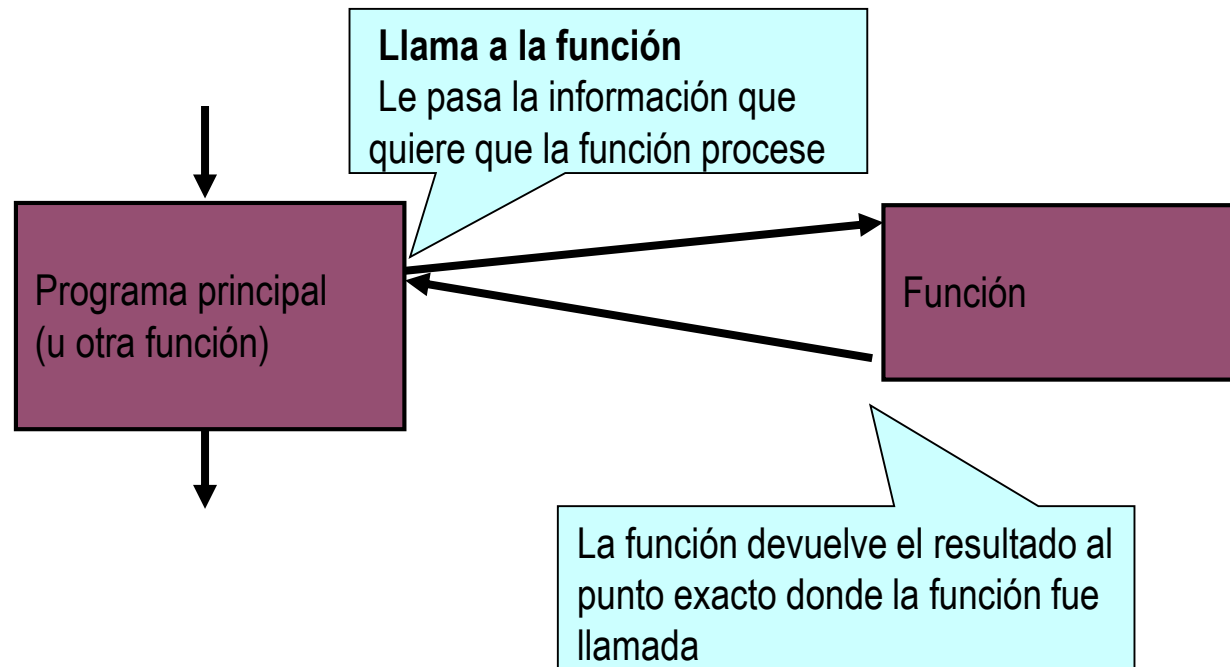 Llama a la función
Le pasa la información que
quiere que la función procese
Programa principal
(u otra función)
Función
La función devuelve el resultado al
punto exacto donde la función fue
llamada